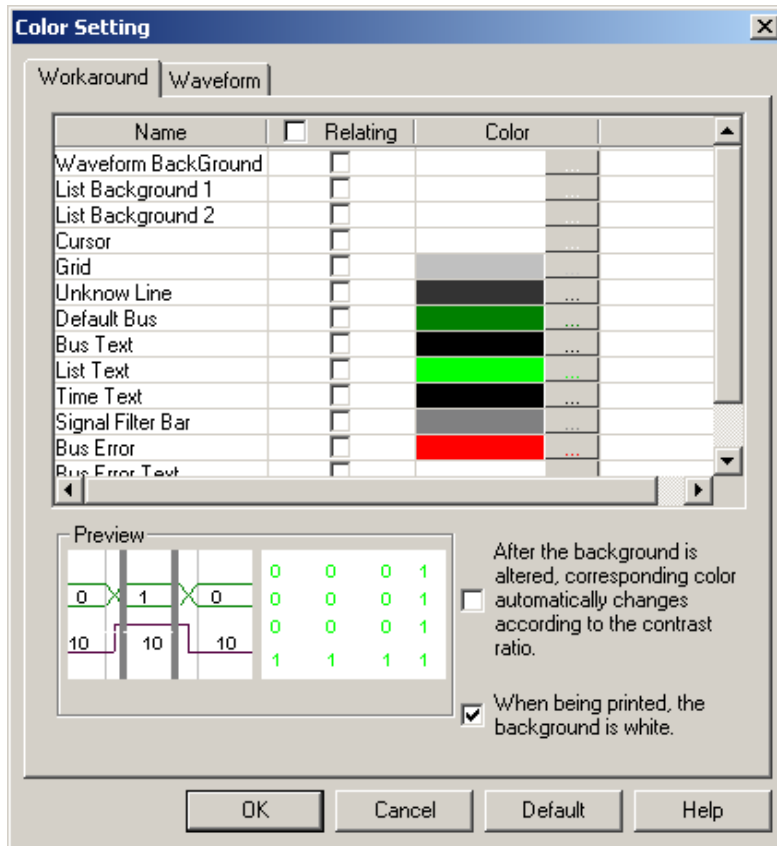 Color Setting
Workaround Waveform
Name Relating Color
Waveform BackGround ...
List Background 1 ...
List Background 2 ...
Cursor ...
Grid ...
Unknow Line ...
Default Bus ...
Bus Text ...
List Text ...
Time Text ...
Signal Filter Bar ...
Bus Error ...
Bus Error Text
Preview
0 1 0
10 10 10
0 0 0 1
0 0 0 1
0 0 0 1
1 1 1 1
After the background is
altered, corresponding color
automatically changes
according to the contrast
ratio.
When being printed, the
background is white.
OK Cancel Default Help